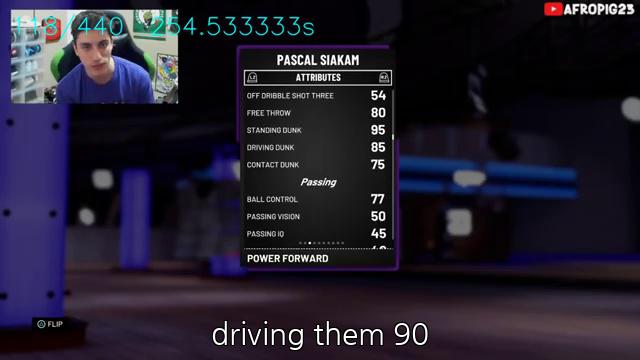 118/440 -254.533333s
AFROPIG23
PASCAL SIAKAM
ATTRIBUTES
OFF DRIBBLE SHOT THREE 54
FREE THROW 80
STANDING DUNK 95
DRIVING DUNK 85
CONTACT DUNK 75
Passing
BALL CONTROL 77
PASSING VISION 50
PASSING IQ 45
POWER FORWARD
FLIP
driving them 90